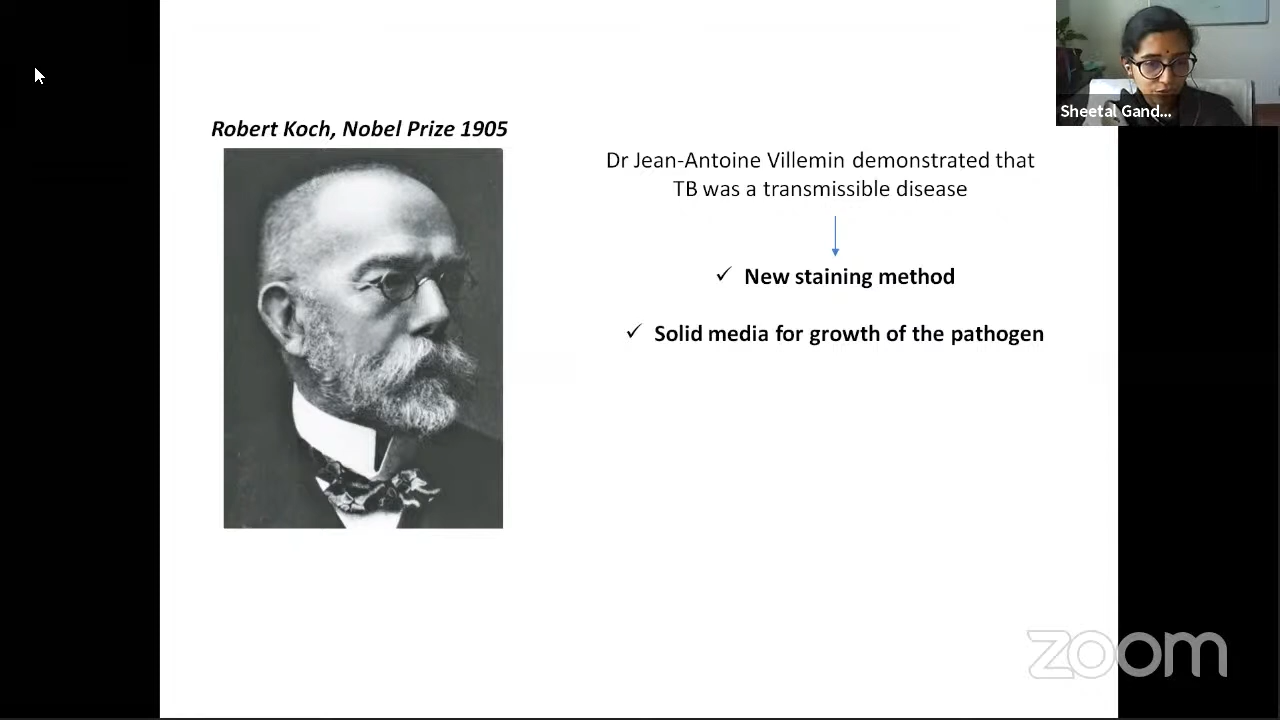 Robert Koch, Nobel Prize 1905
Dr Jean-Antoine Villemin demonstrated that
TB was a transmissible disease
✓ New staining method
✓ Solid media for growth of the pathogen
Sheetal Gand...
zoom